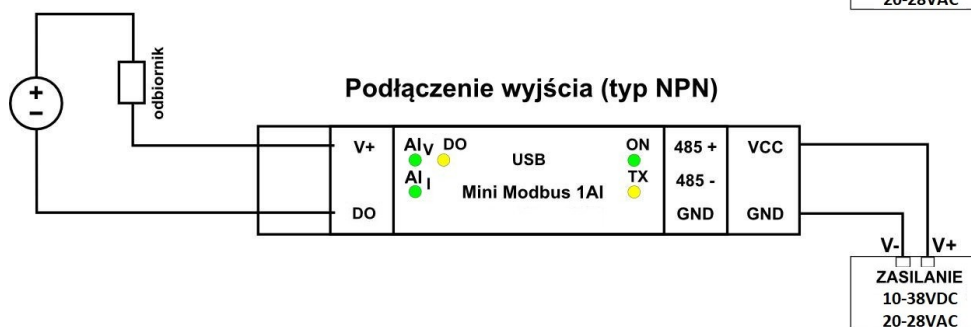 20-28VAC
odbiornik
Podłączenie wyjścia (typ NPN)
V+ AIV DO USB ON 485 + VCC
AII Mini Modbus 1AI TX 485 -
DO GND GND
V- V+
ZASILANIE
10-38VDC
20-28VAC